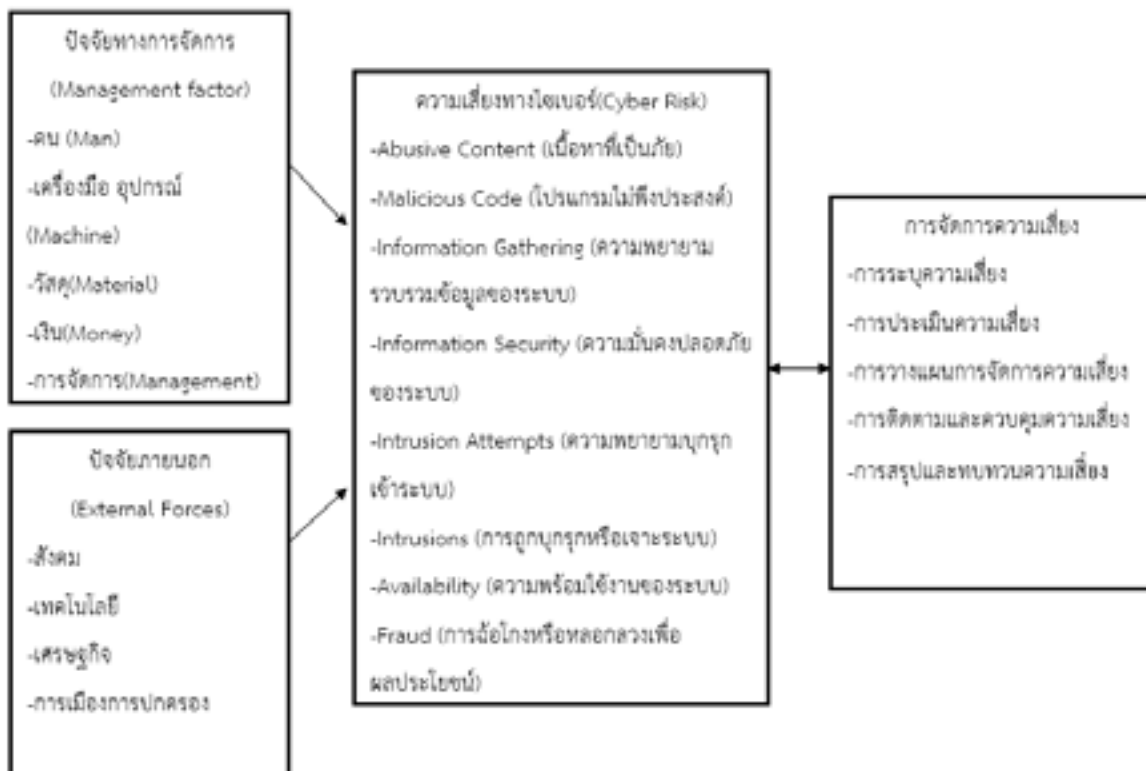 ปัจจัยทางการจัดการ
(Management factor)
-คน (Man)
-เครื่องมือ อุปกรณ์
(Machine)
-วัสดุ(Material)
-เงิน(Money)
-การจัดการ(Management)
ปัจจัยภายนอก
(External Forces)
-สังคม
-เทคโนโลยี
-เศรษฐกิจ
-การเมืองการปกครอง
ความเสี่ยงทางไซเบอร์(Cyber Risk)
-Abusive Content (เนื้อหาที่เป็นภัย)
-Malicious Code (โปรแกรมไม่พึงประสงค์)
-Information Gathering (ความพยายาม
รวบรวมข้อมูลของระบบ)
-Information Security (ความมั่นคงปลอดภัย
ของระบบ)
-Intrusion Attempts (ความพยายามบุกรุก
เข้าระบบ)
-Intrusions (การถูกบุกรุกหรือเจาะระบบ)
-Availability (ความพร้อมใช้งานของระบบ)
-Fraud (การฉ้อโกงหรือหลอกลวงเพื่อ
ผลประโยชน์)
การจัดการความเสี่ยง
-การระบุความเสี่ยง
-การประเมินความเสี่ยง
-การวางแผนการจัดการความเสี่ยง
-การติดตามและควบคุมความเสี่ยง
-การสรุปและทบทวนความเสี่ยง